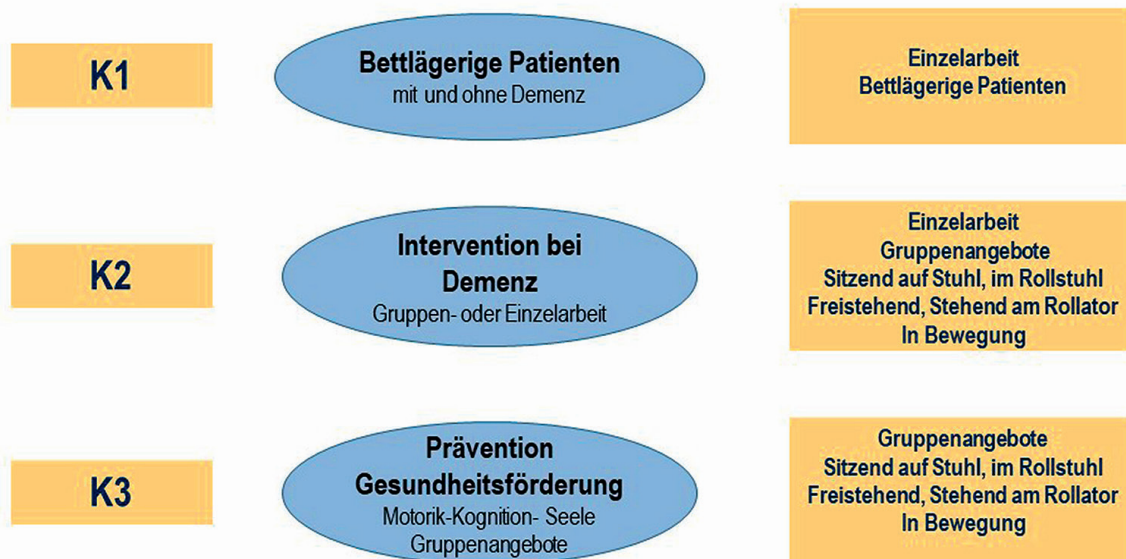 K1
Bettlägerige Patienten
mit und ohne Demenz
Einzelarbeit
Bettlägerige Patienten
K2
Intervention bei
Demenz
Gruppen- oder Einzelarbeit
Einzelarbeit
Gruppenangebote
Sitzend auf Stuhl, im Rollstuhl
Freistehend, Stehend am Rollator
In Bewegung
K3
Prävention
Gesundheitsförderung
Motorik-Kognition- Seele
Gruppenangebote
Gruppenangebote
Sitzend auf Stuhl, im Rollstuhl
Freistehend, Stehend am Rollator
In Bewegung